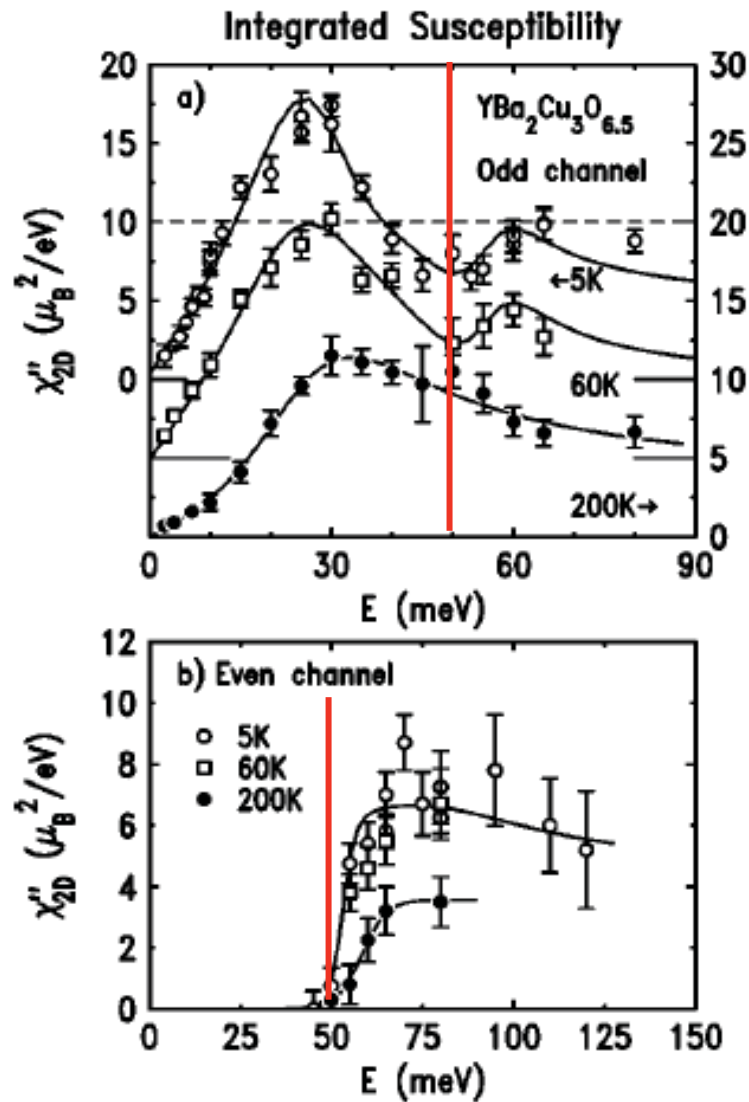 Integrated Susceptibility
20
30
a)
YBa₂Cu₃O₆.₅
15
25
Odd channel
10
20
5
←5K
15
0
60K
10
5
200K→
0
χ″₂D (μB²/eV)
0
30
60
90
E (meV)
12
b) Even channel
10
5K
8
60K
6
200K
4
2
0
χ″₂D (μB²/eV)
0
25
50
75
100
125
150
E (meV)